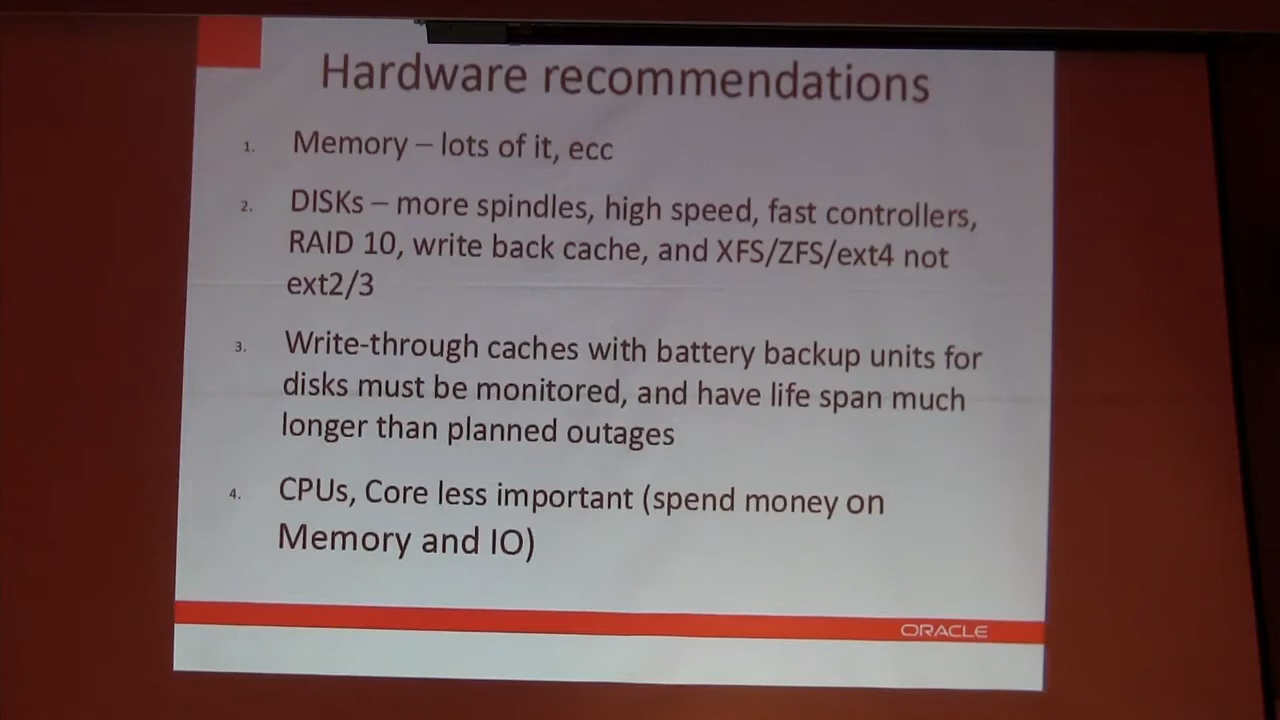 Hardware recommendations
1. Memory – lots of it, ecc
2. DISKs – more spindles, high speed, fast controllers,
RAID 10, write back cache, and XFS/ZFS/ext4 not
ext2/3
3. Write-through caches with battery backup units for
disks must be monitored, and have life span much
longer than planned outages
4. CPUs, Core less important (spend money on
Memory and IO)
ORACLE